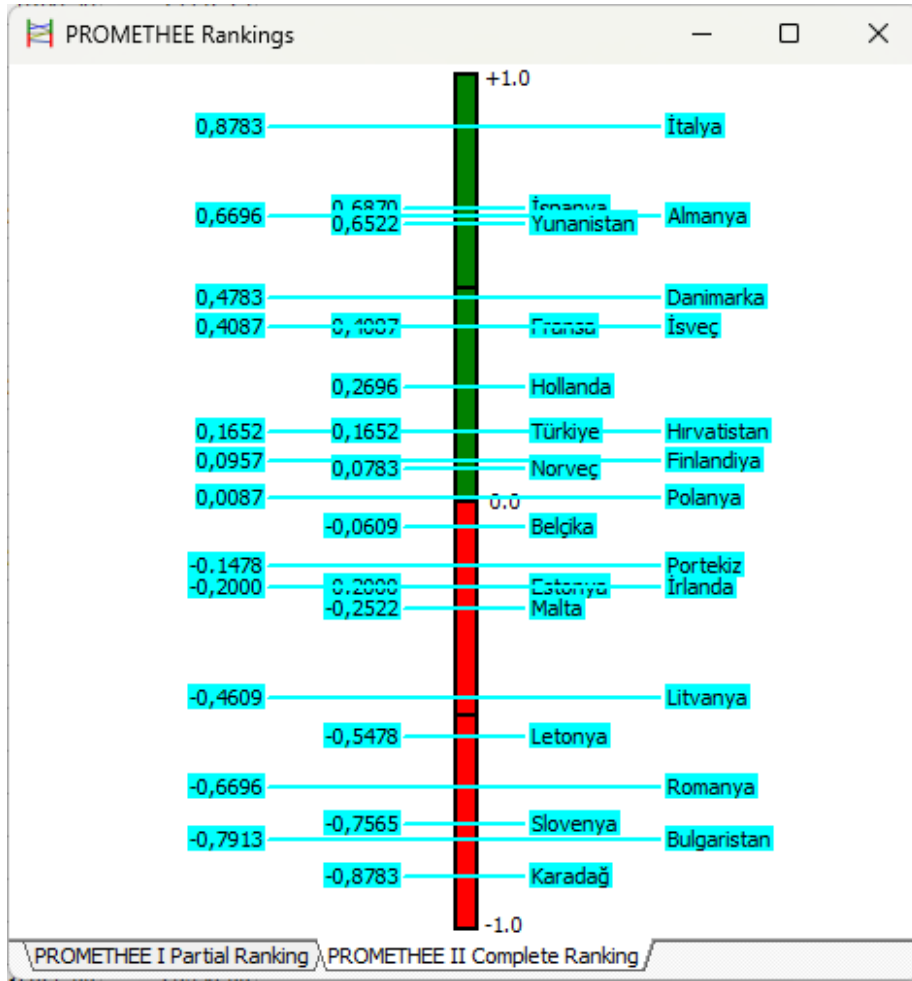 PROMETHEE Rankings
+1.0
0,8783 İtalya
0,6870 İspanya
0,6696 Almanya
0,6522 Yunanistan
0,4783 Danimarka
0,4087 0,4087 Fransa İsveç
0,2696 Hollanda
0,1652 0,1652 Türkiye Hırvatistan
0,0957 Finlandiya
0,0783 Norveç
0,0087 Polanya
0.0
-0,0609 Belçika
-0,1478 Portekiz
-0,2000 -0,2000 Estonya İrlanda
-0,2522 Malta
-0,4609 Litvanya
-0,5478 Letonya
-0,6696 Romanya
-0,7565 Slovenya
-0,7913 Bulgaristan
-0,8783 Karadağ
-1.0
PROMETHEE I Partial Ranking PROMETHEE II Complete Ranking